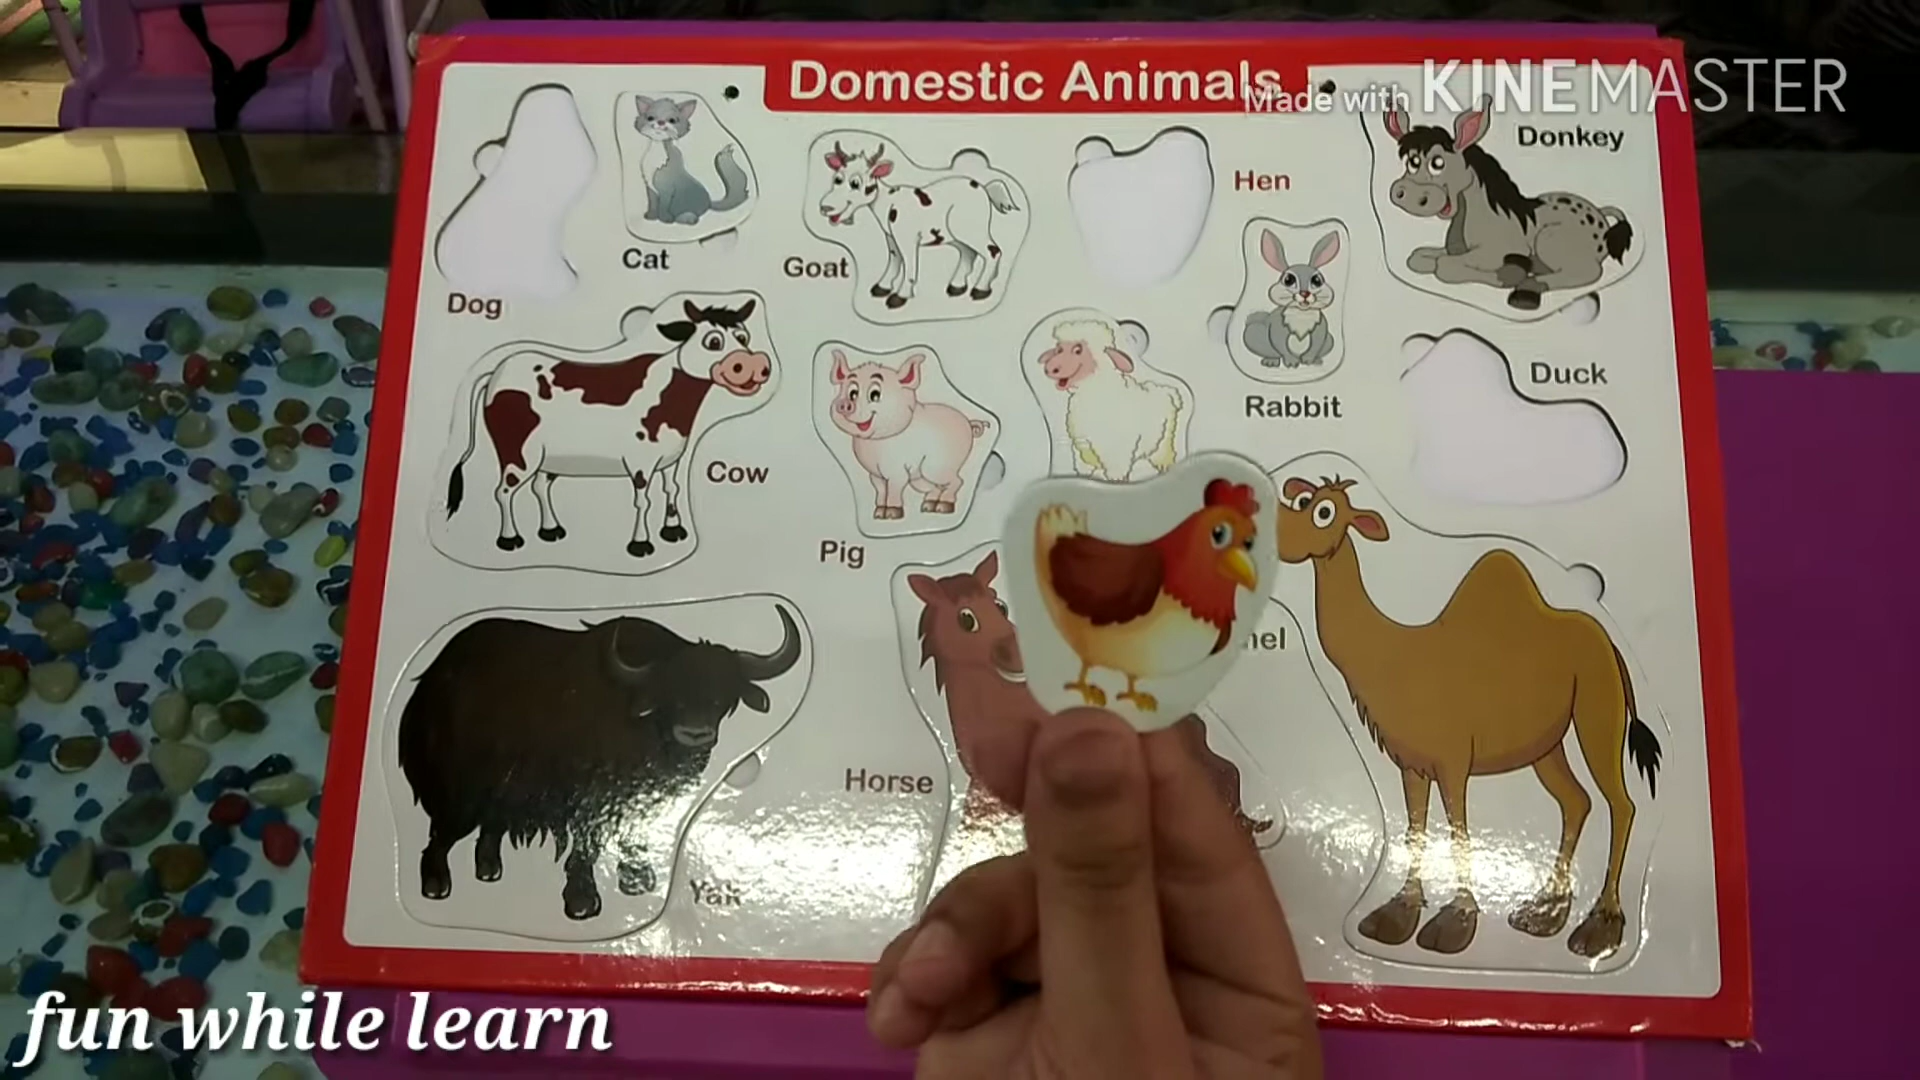 Domestic Animals
Made with KINEMASTER
Donkey
Hen
Cat
Goat
Dog
Duck
Rabbit
Cow
Pig
Horse
Yak
fun while learn